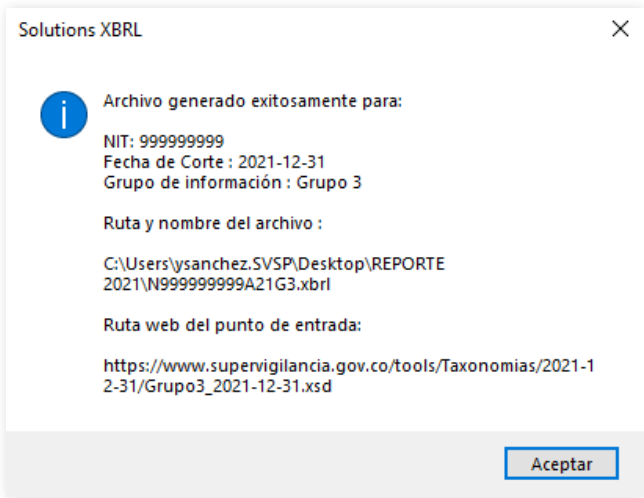 Solutions XBRL
Archivo generado exitosamente para:
NIT: 999999999
Fecha de Corte : 2021-12-31
Grupo de información : Grupo 3
Ruta y nombre del archivo :
C:\Users\ysanchez.SVSP\Desktop\REPORTE
2021\N999999999A21G3.xbrl
Ruta web del punto de entrada:
https://www.supervigilancia.gov.co/tools/Taxonomias/2021-1
2-31/Grupo3_2021-12-31.xsd
Aceptar